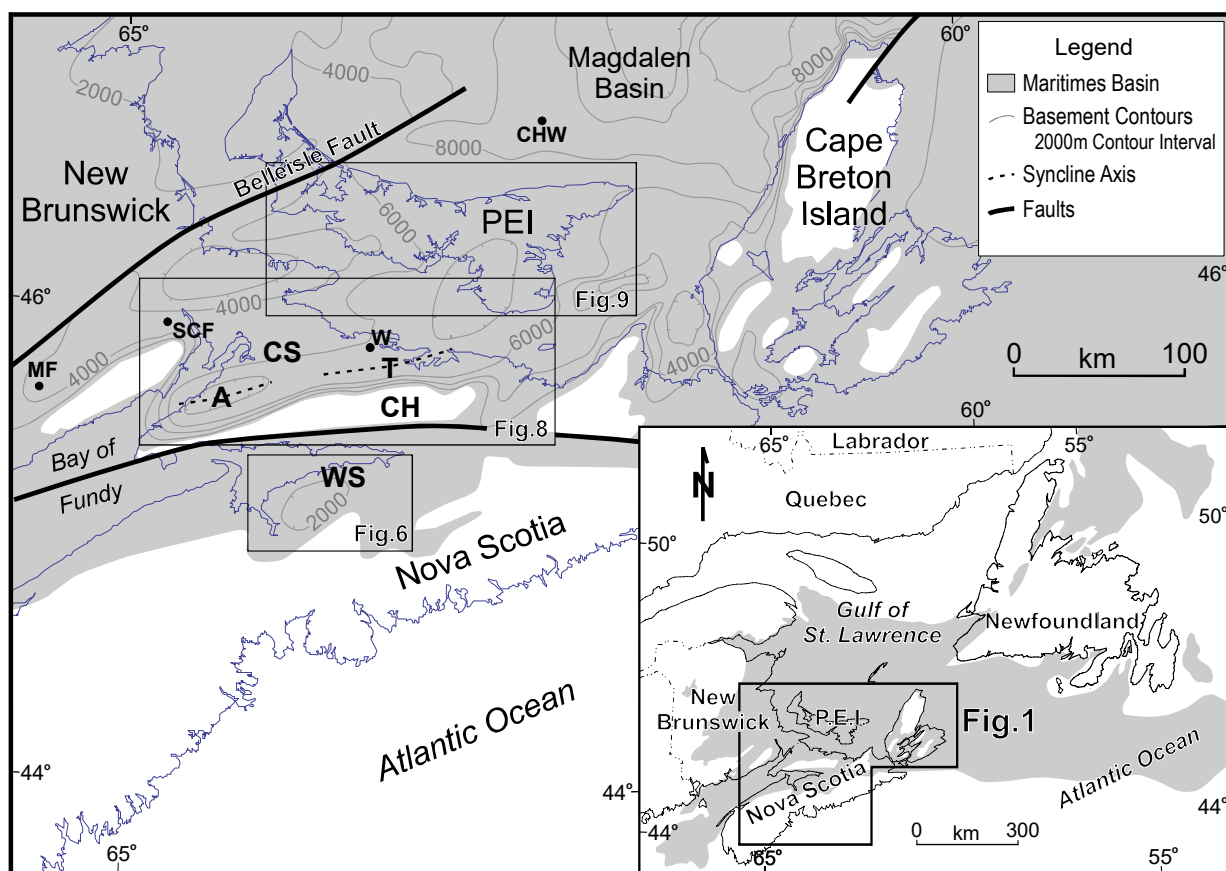 65°
60°
Legend
Maritimes Basin
Basement Contours
2000m Contour Interval
Syncline Axis
Faults
Magdalen
Basin
8000
4000
2000
CHW
8000
Belleisle Fault
New
Brunswick
Cape
Breton
Island
PEI
6000
46°
46°
4000
Fig.9
6000
SCF
W
CS
T
MF
4000
A
4000
CH
0 100
km
Fig.8
Bay of
Fundy
WS
2000
Fig.6
Nova Scotia
Atlantic Ocean
44°
65°
60°
65°
55°
Labrador
N
Quebec
50°
50°
Gulf of
St. Lawrence
Newfoundland
New
Brunswick
P.E.I.
Fig.1
Nova Scotia
Atlantic Ocean
44°
44°
0 km 300
65°
55°